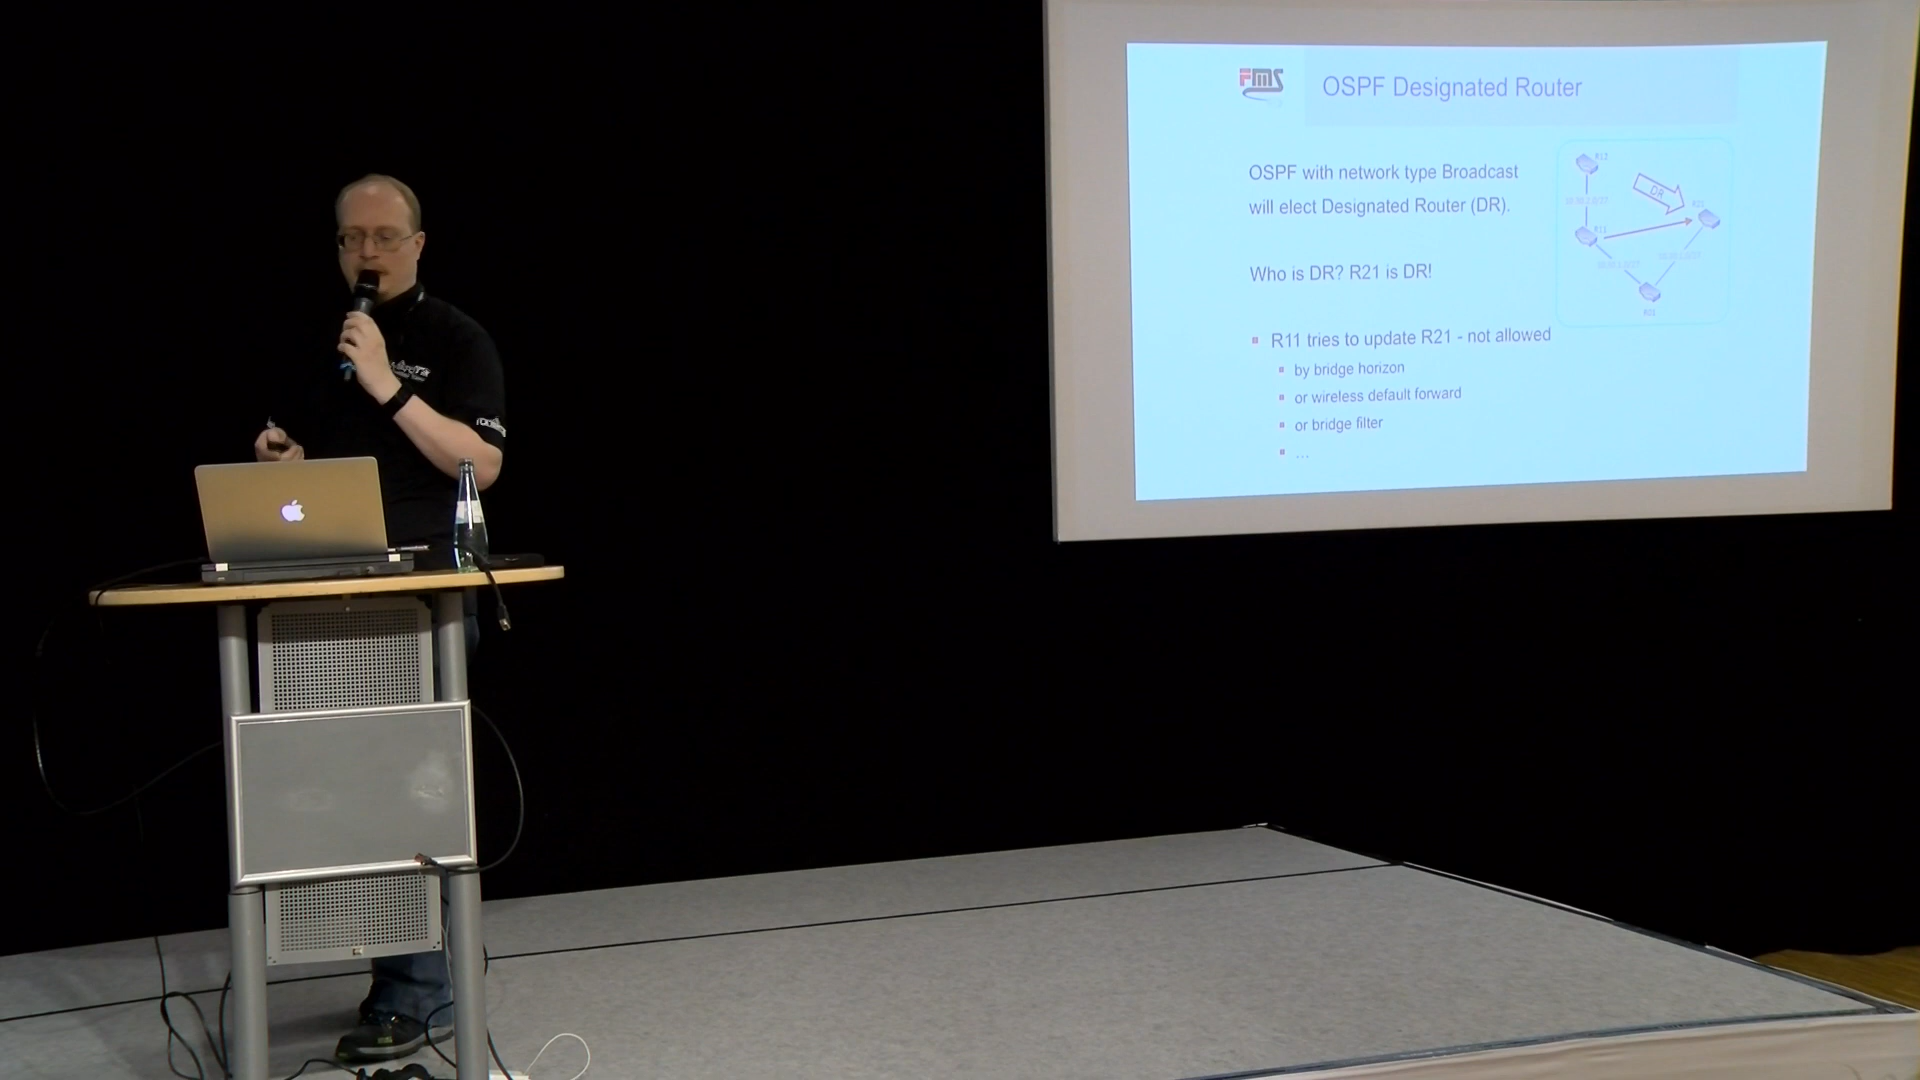 FMS
OSPF Designated Router
OSPF with network type Broadcast
will elect Designated Router (DR).
Who is DR? R21 is DR!
R11 tries to update R21 - not allowed
by bridge horizon
or wireless default forward
or bridge filter
...
R12
DR
R11